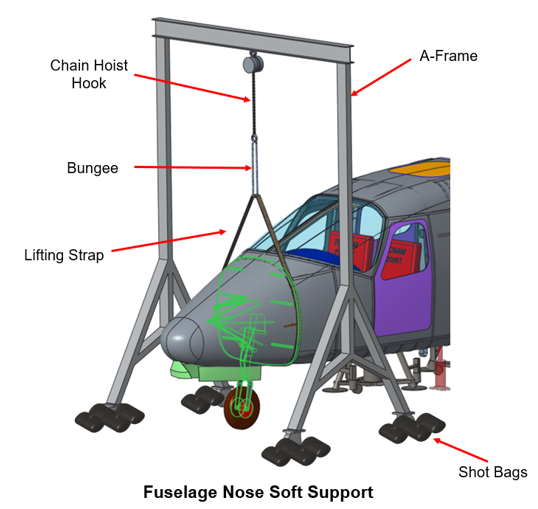 A-Frame
Chain Hoist
Hook
Bungee
Lifting Strap
Shot Bags
Fuselage Nose Soft Support